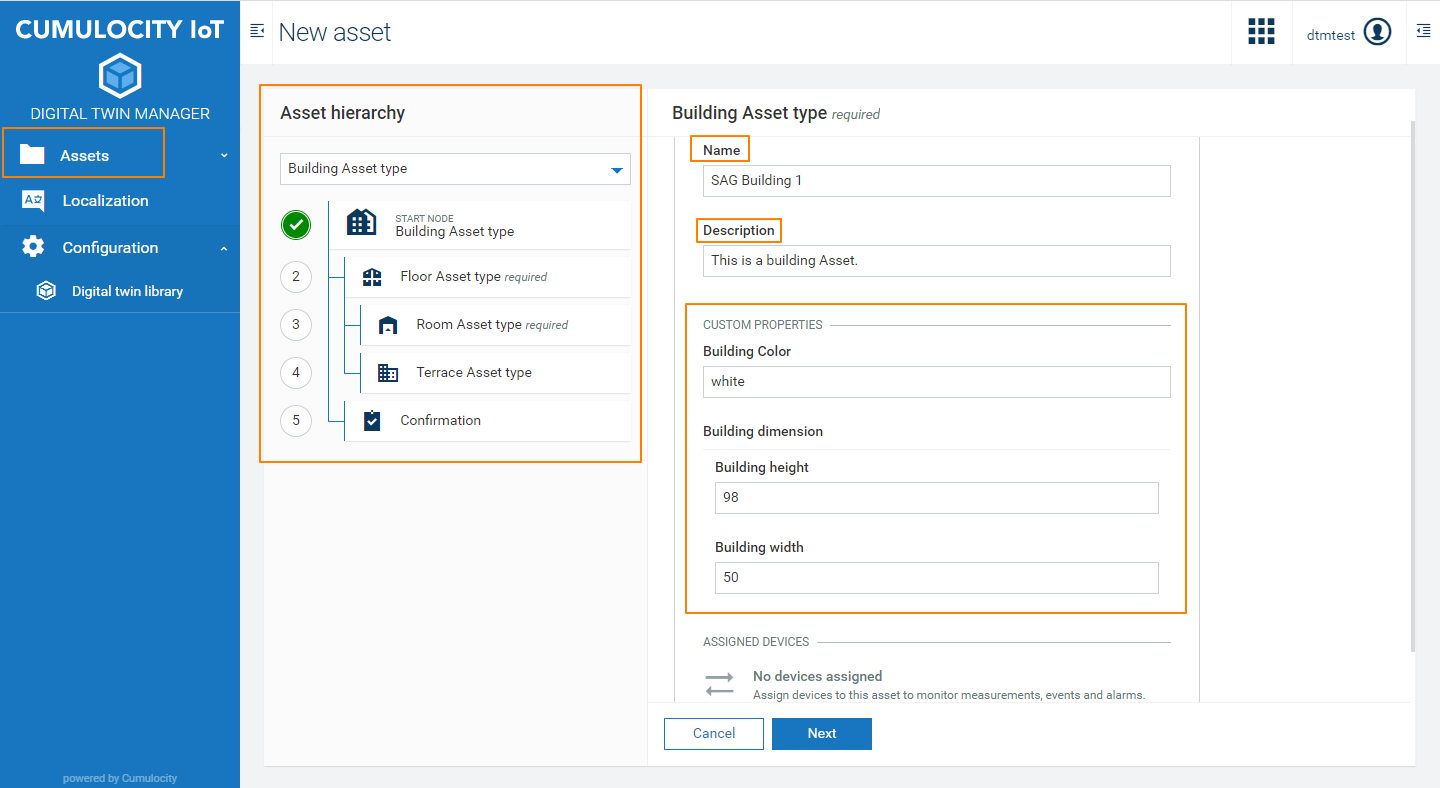 CUMULOCITY IoT
DIGITAL TWIN MANAGER
Assets
Localization
Configuration
Digital twin library
powered by Cumulocity
New asset
dtmtest
Asset hierarchy
Building Asset type
START NODE
Building Asset type
2
Floor Asset type required
3
Room Asset type required
4
Terrace Asset type
5
Confirmation
Building Asset type required
Name
SAG Building 1
Description
This is a building Asset.
CUSTOM PROPERTIES
Building Color
white
Building dimension
Building height
98
Building width
50
ASSIGNED DEVICES
No devices assigned
Assign devices to this asset to monitor measurements, events and alarms.
Cancel
Next